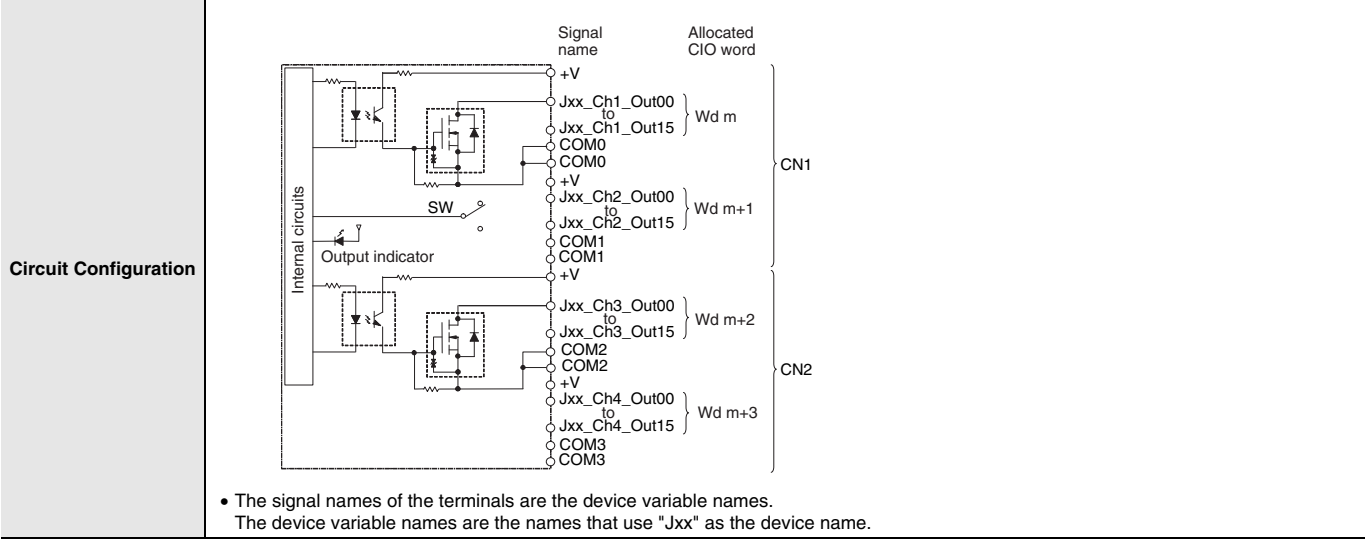 Circuit Configuration
Signal name
Allocated CIO word
Internal circuits
SW
Output indicator
+V
Jxx_Ch1_Out00
to
Jxx_Ch1_Out15
Wd m
COM0
COM0
+V
Jxx_Ch2_Out00
to
Jxx_Ch2_Out15
Wd m+1
COM1
COM1
CN1
+V
Jxx_Ch3_Out00
to
Jxx_Ch3_Out15
Wd m+2
COM2
COM2
+V
Jxx_Ch4_Out00
to
Jxx_Ch4_Out15
Wd m+3
COM3
COM3
CN2
• The signal names of the terminals are the device variable names.
The device variable names are the names that use "Jxx" as the device name.